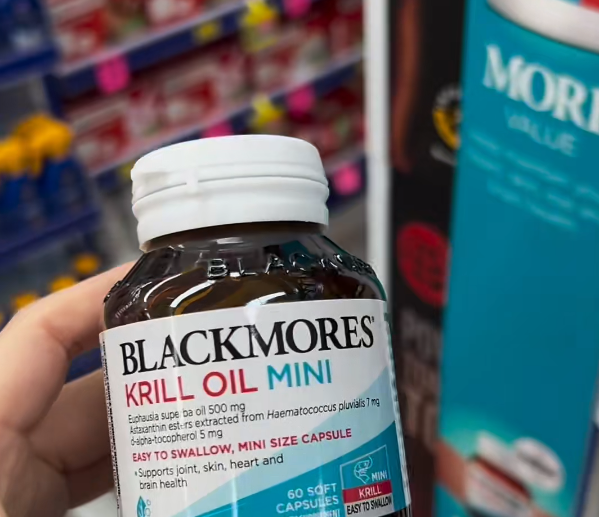 MORE
VALUE
BLACKMORES®
KRILL OIL MINI
Euphausia superba oil 500 mg
Astaxanthin esters extracted from Haematococcus pluvialis 7 mg
d-alpha-tocopherol 5 mg
EASY TO SWALLOW, MINI SIZE CAPSULE
• Supports joint, skin, heart and
brain health
60 SOFT
CAPSULES
MINI
KRILL
EASY TO SWALLOW